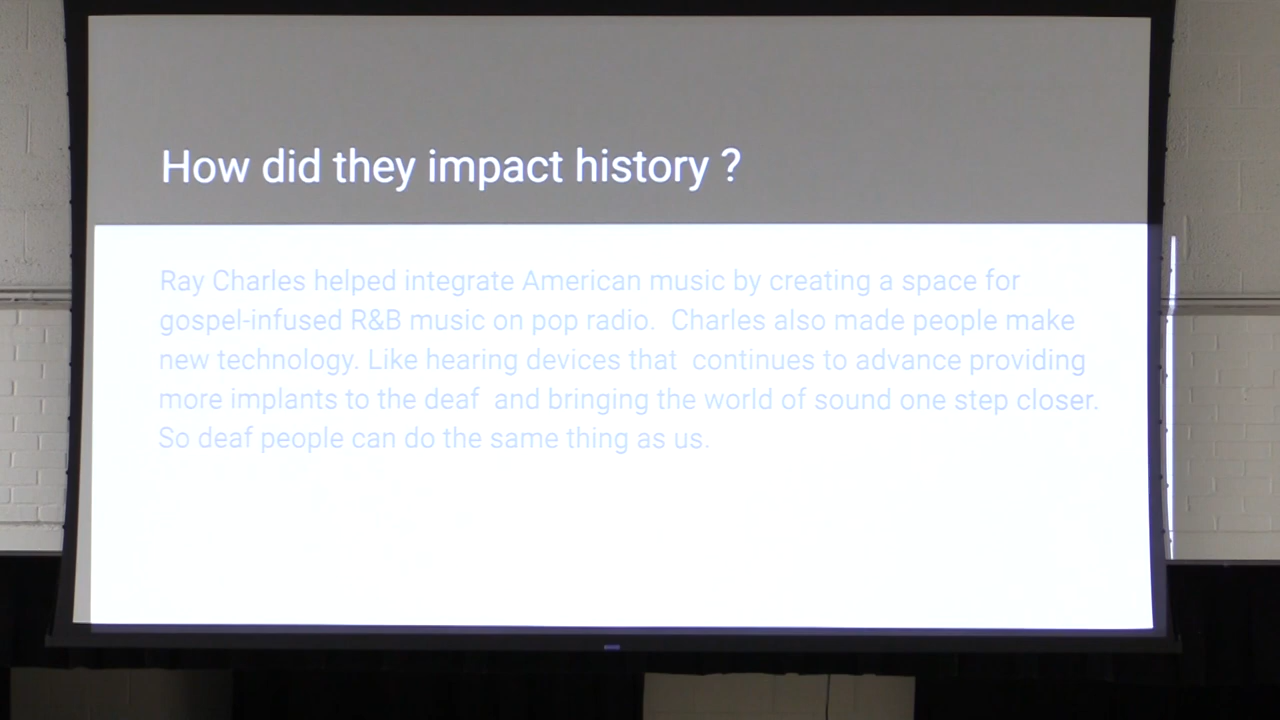 How did they impact history ?
Ray Charles helped integrate American music by creating a space for
gospel-infused R&B music on pop radio.  Charles also made people make
new technology. Like hearing devices that  continues to advance providing
more implants to the deaf  and bringing the world of sound one step closer.
So deaf people can do the same thing as us.